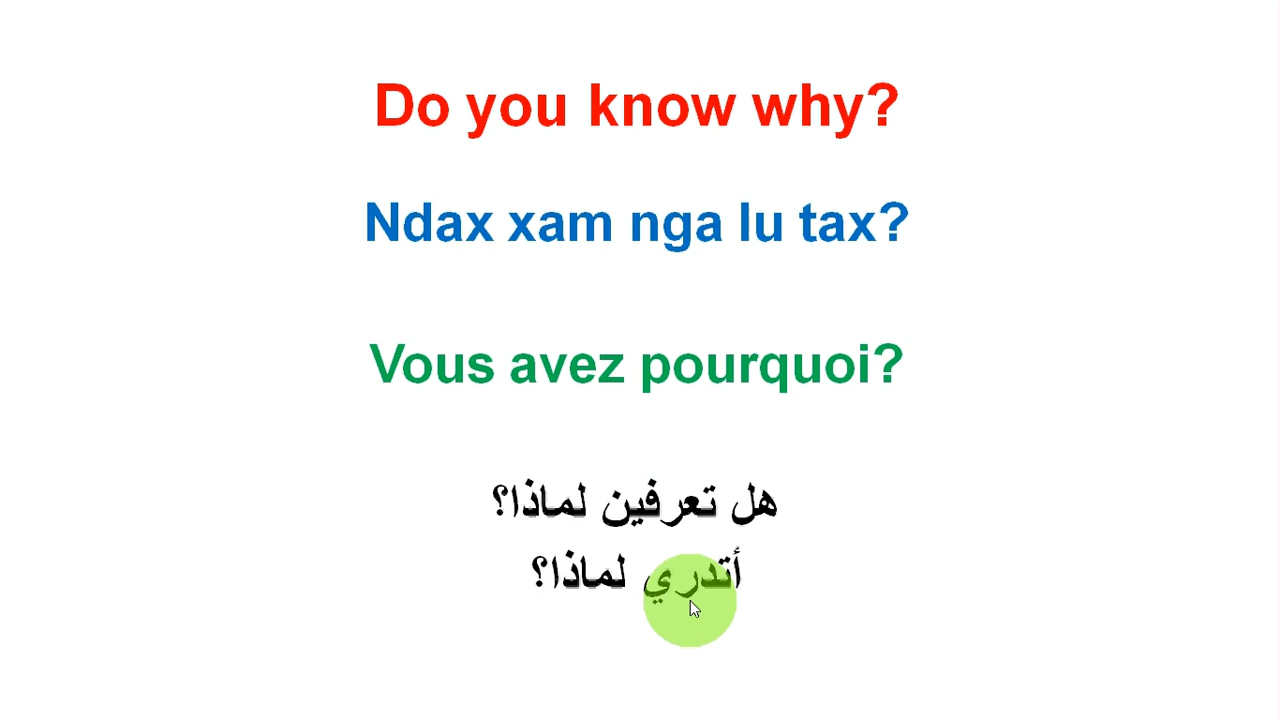 Do you know why?
Ndax xam nga lu tax?
Vous avez pourquoi?
هل تعرفين لماذا؟
أتدري لماذا؟